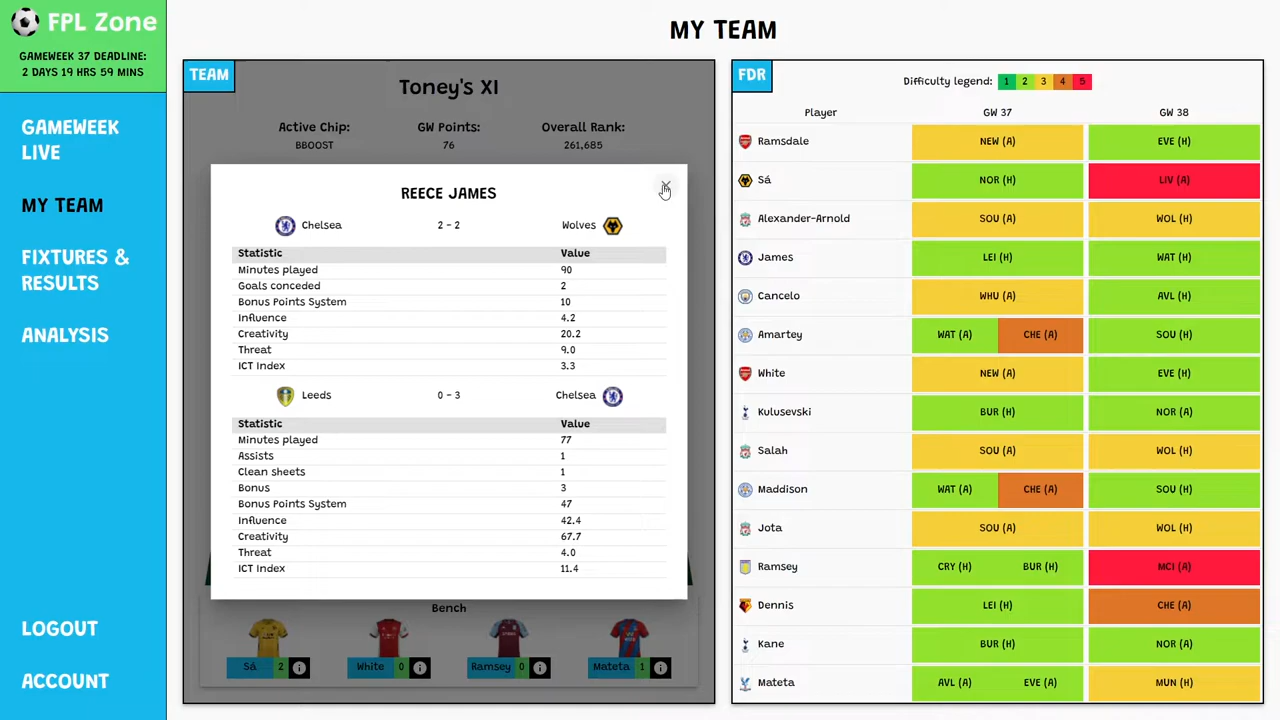 FPL Zone
GAMEWEEK 37 DEADLINE:
2 DAYS 19 HRS 59 MINS
GAMEWEEK
LIVE
MY TEAM
FIXTURES &
RESULTS
ANALYSIS
LOGOUT
ACCOUNT
MY TEAM
TEAM
Toney's XI
Active Chip: GW Points: Overall Rank:
BBOOST 76 261,685
REECE JAMES
Chelsea 2 - 2 Wolves
Statistic Value
Minutes played 90
Goals conceded 2
Bonus Points System 10
Influence 4.2
Creativity 20.2
Threat 9.0
ICT Index 3.3
Leeds 0 - 3 Chelsea
Statistic Value
Minutes played 77
Assists 1
Clean sheets 1
Bonus 3
Bonus Points System 47
Influence 42.4
Creativity 67.7
Threat 4.0
ICT Index 11.4
Bench
Sá 2 White 0 Ramsey 0 Mateta 1
FDR
Difficulty legend: 1 2 3 4 5
Player GW 37 GW 38
Ramsdale NEW (A) EVE (H)
Sá NOR (H) LIV (A)
Alexander-Arnold SOU (A) WOL (H)
James LEI (H) WAT (H)
Cancelo WHU (A) AVL (H)
Amartey WAT (A) CHE (A) SOU (H)
White NEW (A) EVE (H)
Kulusevski BUR (H) NOR (A)
Salah SOU (A) WOL (H)
Maddison WAT (A) CHE (A) SOU (H)
Jota SOU (A) WOL (H)
Ramsey CRY (H) BUR (H) MCI (A)
Dennis LEI (H) CHE (A)
Kane BUR (H) NOR (A)
Mateta AVL (A) EVE (A) MUN (H)